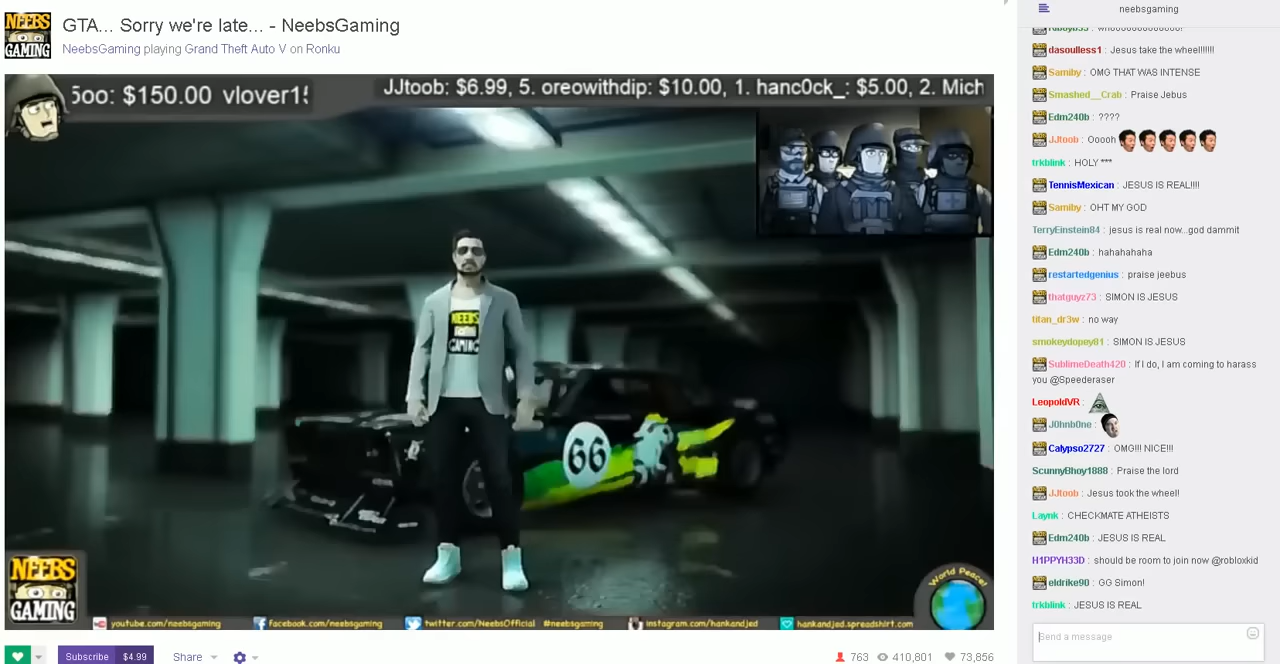 NEEBS
GAMING
GTA... Sorry we're late... - NeebsGaming
NeebsGaming playing Grand Theft Auto V on Ronku
5oo: $150.00 vlover15
JJtoob: $6.99, 5. oreowithdip: $10.00, 1. hanc0ck_: $5.00, 2. Mich
NEEBS
GAMING
66
NEEBS
GAMING
World Peace!
youtube.com/neebsgaming
facebook.com/neebsgaming
twitter.com/NeebsOfficial #neebsgaming
instagram.com/hankandjed
hankandjed.spreadshirt.com
Subscribe $4.99
Share
763 410,801 73,856
neebsgaming
dasoulless1 : Jesus take the wheel!!!!!!
Samiby : OMG THAT WAS INTENSE
Smashed__Crab : Praise Jebus
Edm240b : ????
JJtoob : Ooooh
trkblink : HOLY ***
TennisMexican : JESUS IS REAL!!!!
Samiby : OHT MY GOD
TerryEinstein84 : jesus is real now...god dammit
Edm240b : hahahahaha
restartedgenius : praise jeebus
thatguyz73 : SIMON IS JESUS
titan_dr3w : no way
smokeydopey81 : SIMON IS JESUS
SublimeDeath420 : If I do, I am coming to harass
you @Speederaser
LeopoldVR :
J0hnb0ne :
Calypso2727 : OMG!!! NICE!!!
ScunnyBhoy1888 : Praise the lord
JJtoob : Jesus took the wheel!
Laynk : CHECKMATE ATHEISTS
Edm240b : JESUS IS REAL
H1PPYH33D : should be room to join now @robloxkid
eldrike90 : GG Simon!
trkblink : JESUS IS REAL
Send a message